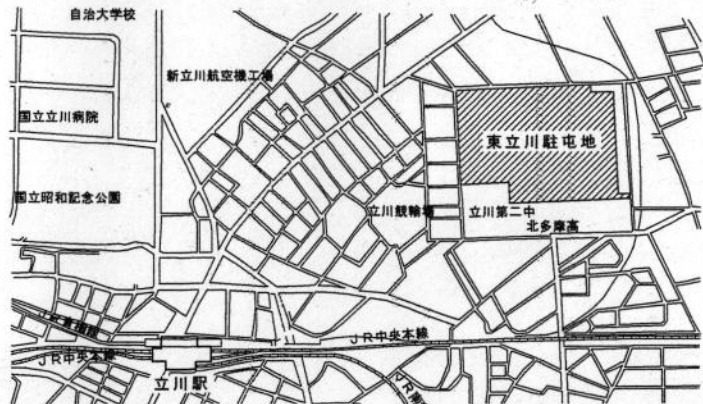 自治大学校
新立川航空機工場
国立立川病院
東立川駐屯地
国立昭和記念公園
立川競輪場
立川第二中
北多摩高
JR青梅線
JR中央本線
JR中央本線
立川駅